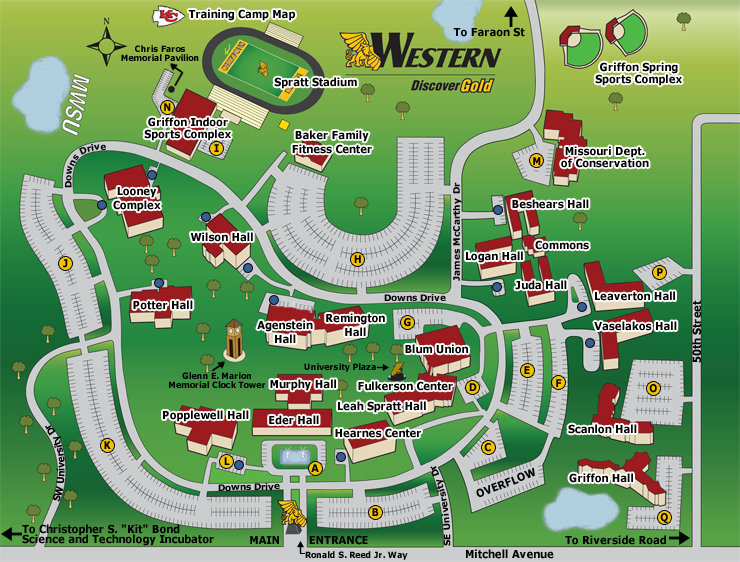 Training Camp Map
To Faraon St
N
Chris Faros
Memorial Pavilion
WESTERN
Discover Gold
Spratt Stadium
Griffon Spring
Sports Complex
MWSU
N
Griffon Indoor
Sports Complex
I
Baker Family
Fitness Center
Missouri Dept.
of Conservation
M
Downs Drive
Looney
Complex
James McCarthy Dr
Beshears Hall
Wilson Hall
Commons
Logan Hall
J
H
P
Juda Hall
Leaverton Hall
Potter Hall
Downs Drive
Agenstein
Hall
Remington
Hall
G
Vaselakos Hall
50th Street
Blum Union
Glenn E. Marion
Memorial Clock Tower
University Plaza
E
F
O
Murphy Hall
Fulkerson Center
D
Leah Spratt Hall
Popplewell Hall
Eder Hall
Hearnes Center
Scanlon Hall
SW University Dr
K
C
L
A
Griffon Hall
Downs Drive
OVERFLOW
B
SE University Dr
Q
To Christopher S. "Kit" Bond
Science and Technology Incubator
MAIN ENTRANCE
To Riverside Road
Ronald S. Reed Jr. Way
Mitchell Avenue